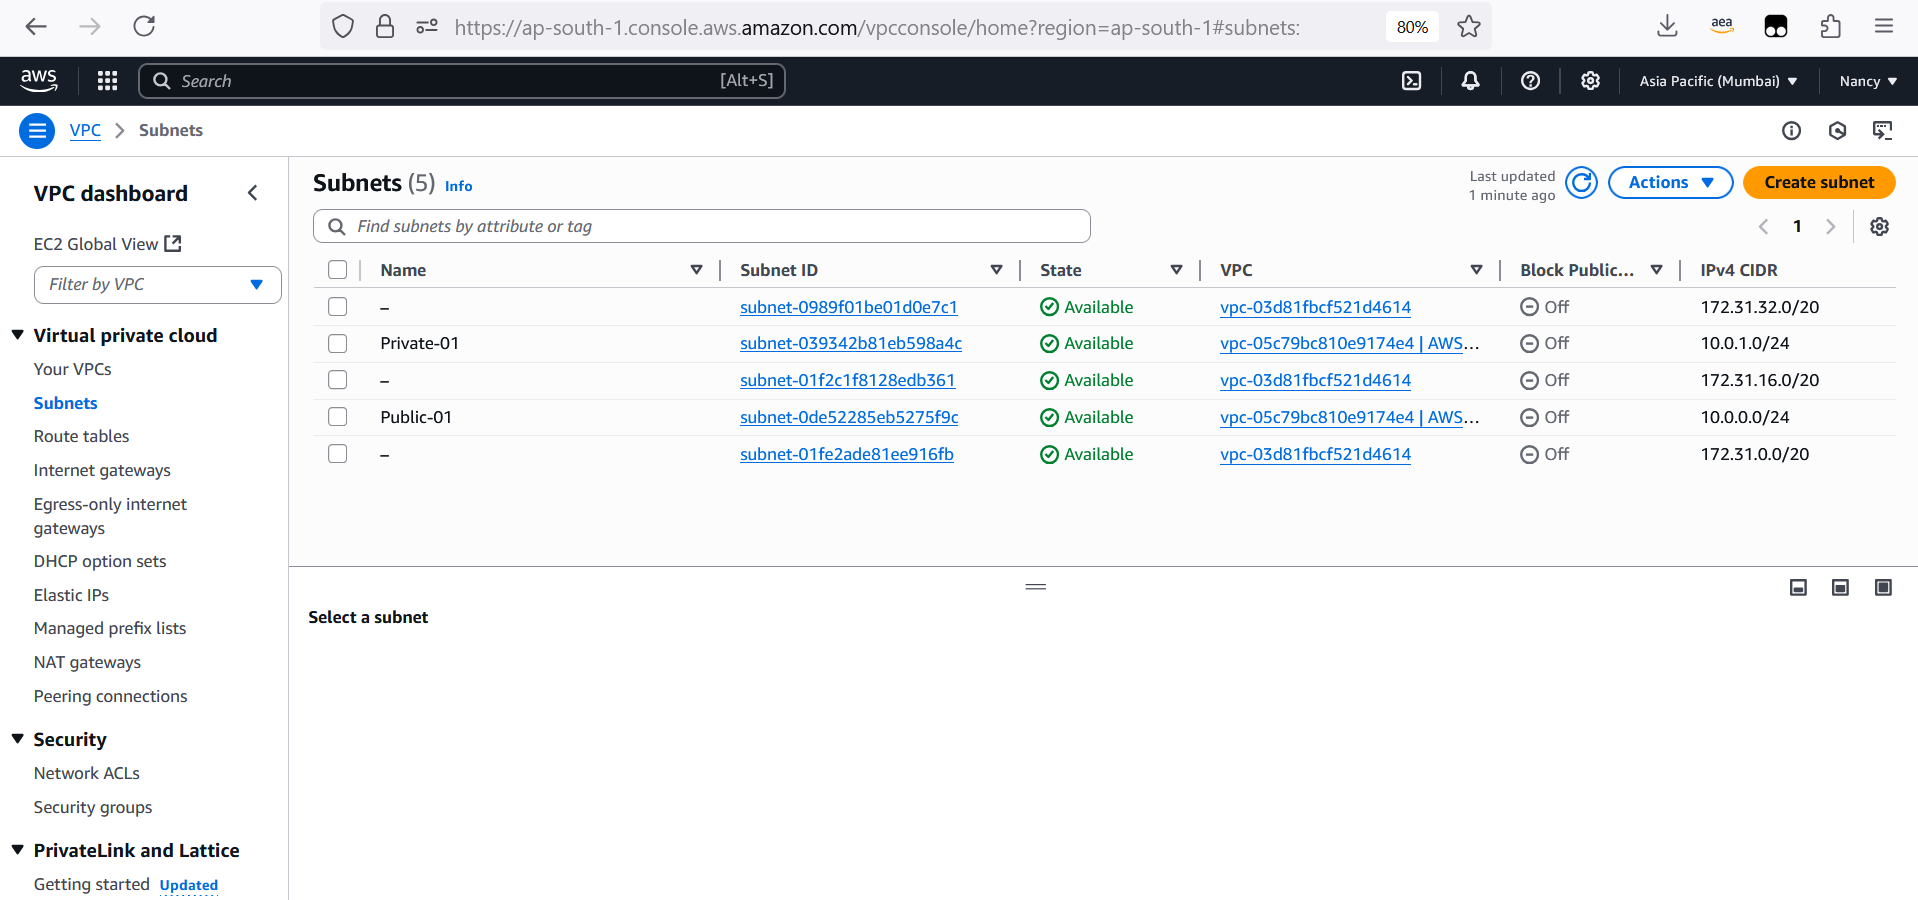 https://ap-south-1.console.aws.amazon.com/vpcconsole/home?region=ap-south-1#subnets:
80%
aea
aws
Search
[Alt+S]
Asia Pacific (Mumbai)
Nancy
VPC
Subnets
VPC dashboard
EC2 Global View
Filter by VPC
Virtual private cloud
Your VPCs
Subnets
Route tables
Internet gateways
Egress-only internet
gateways
DHCP option sets
Elastic IPs
Managed prefix lists
NAT gateways
Peering connections
Security
Network ACLs
Security groups
PrivateLink and Lattice
Getting started Updated
Subnets (5) Info
Last updated
1 minute ago
Actions
Create subnet
Find subnets by attribute or tag
1
Name Subnet ID State VPC Block Public... IPv4 CIDR
– subnet-0989f01be01d0e7c1 Available vpc-03d81fbcf521d4614 Off 172.31.32.0/20
Private-01 subnet-039342b81eb598a4c Available vpc-05c79bc810e9174e4 | AWS... Off 10.0.1.0/24
– subnet-01f2c1f8128edb361 Available vpc-03d81fbcf521d4614 Off 172.31.16.0/20
Public-01 subnet-0de52285eb5275f9c Available vpc-05c79bc810e9174e4 | AWS... Off 10.0.0.0/24
– subnet-01fe2ade81ee916fb Available vpc-03d81fbcf521d4614 Off 172.31.0.0/20
Select a subnet